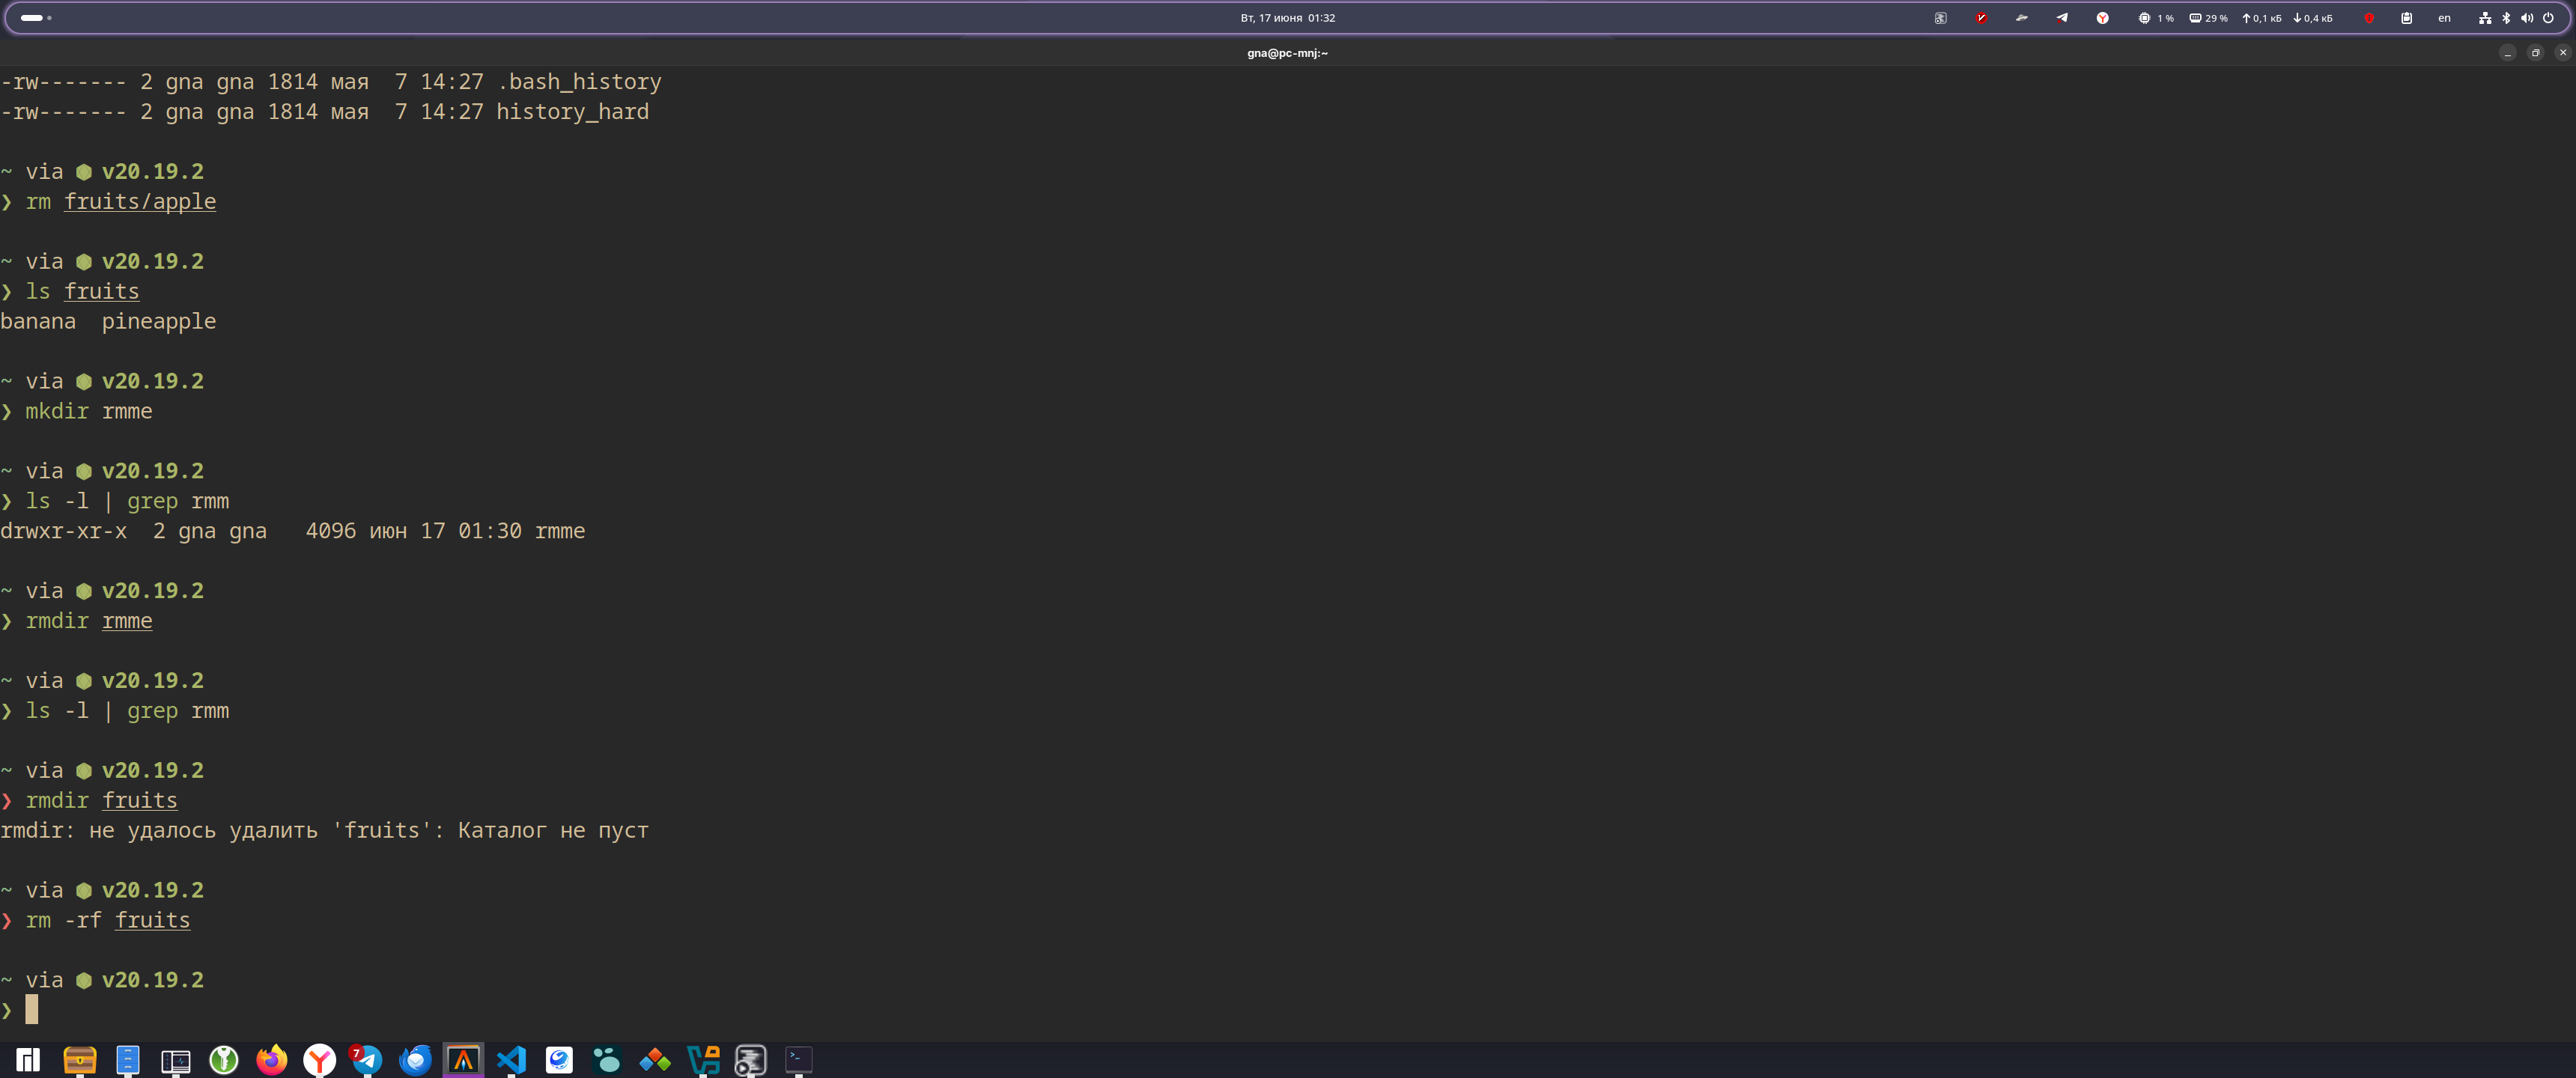 Вт, 17 июня 01:32
1 % 29 % 0,1 кБ 0,4 кБ en
gna@pc-mnj:~
-rw------- 2 gna gna 1814 мая  7 14:27 .bash_history
-rw------- 2 gna gna 1814 мая  7 14:27 history_hard
~ via ⬢ v20.19.2
❯ rm fruits/apple
~ via ⬢ v20.19.2
❯ ls fruits
banana  pineapple
~ via ⬢ v20.19.2
❯ mkdir rmme
~ via ⬢ v20.19.2
❯ ls -l | grep rmm
drwxr-xr-x  2 gna gna   4096 июн 17 01:30 rmme
~ via ⬢ v20.19.2
❯ rmdir rmme
~ via ⬢ v20.19.2
❯ ls -l | grep rmm
~ via ⬢ v20.19.2
❯ rmdir fruits
rmdir: не удалось удалить 'fruits': Каталог не пуст
~ via ⬢ v20.19.2
❯ rm -rf fruits
~ via ⬢ v20.19.2
❯
7